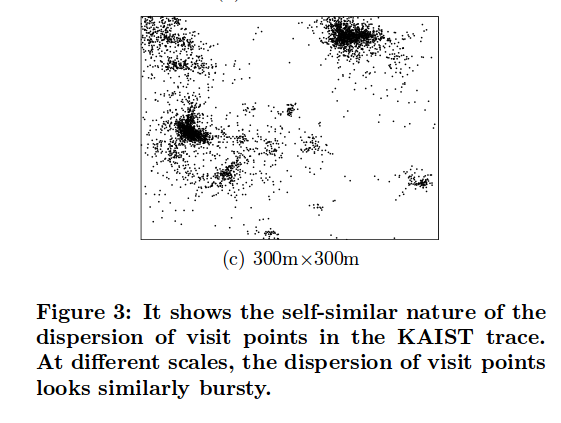 (c) 300m×300m
Figure 3: It shows the self-similar nature of the
dispersion of visit points in the KAIST trace.
At different scales, the dispersion of visit points
looks similarly bursty.